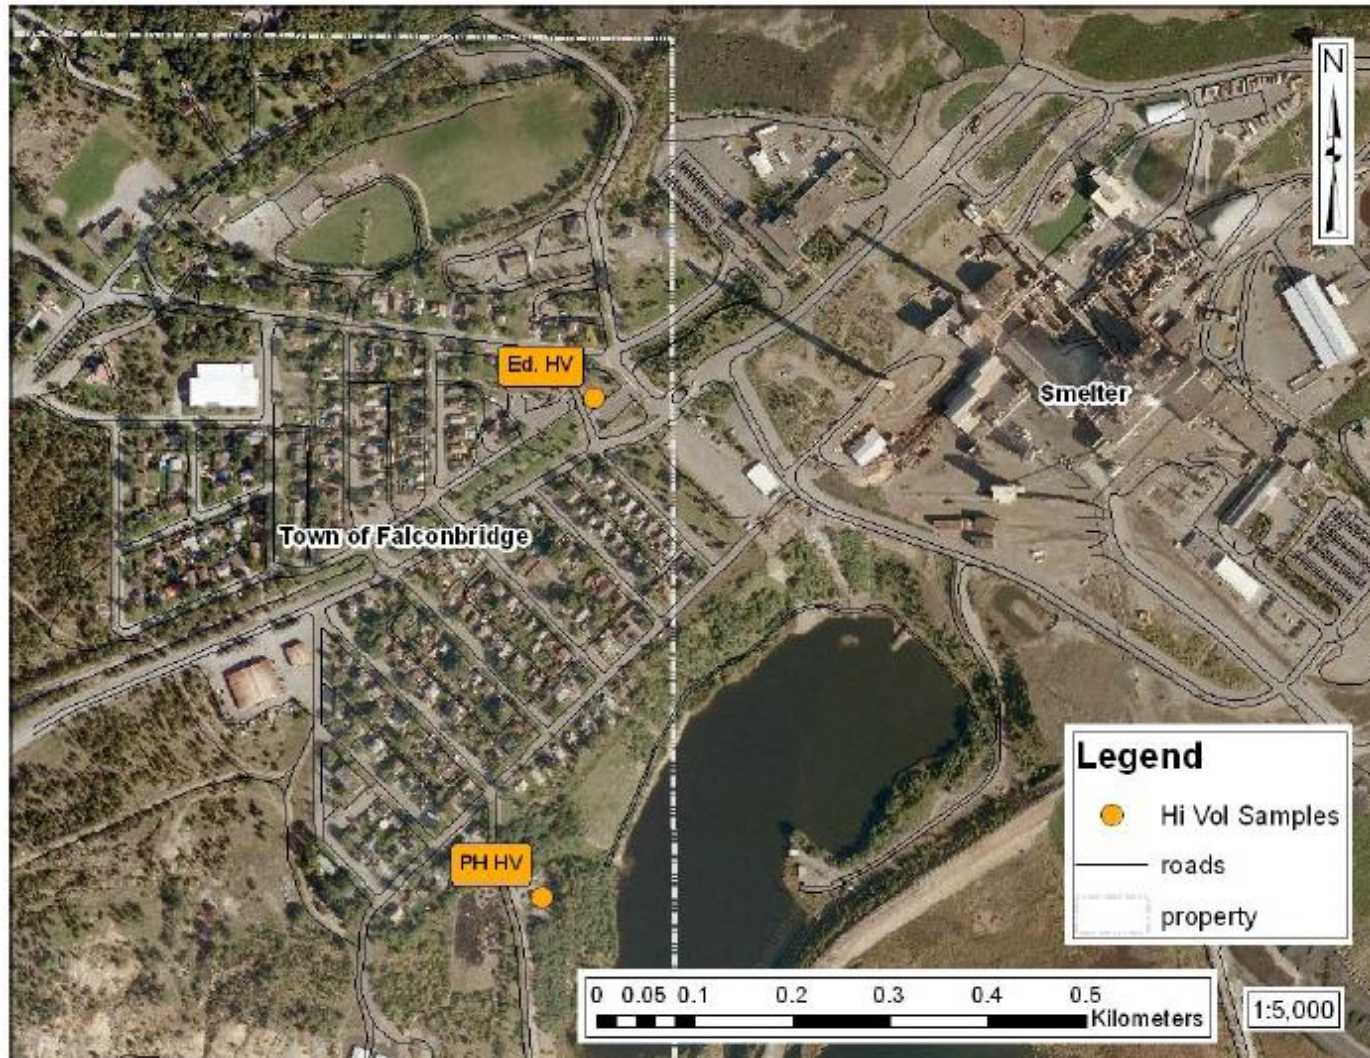 N
Ed. HV
Smelter
Town of Falconbridge
Legend
Hi Vol Samples
roads
property
PH HV
0 0.05 0.1 0.2 0.3 0.4 0.5
Kilometers
1:5,000